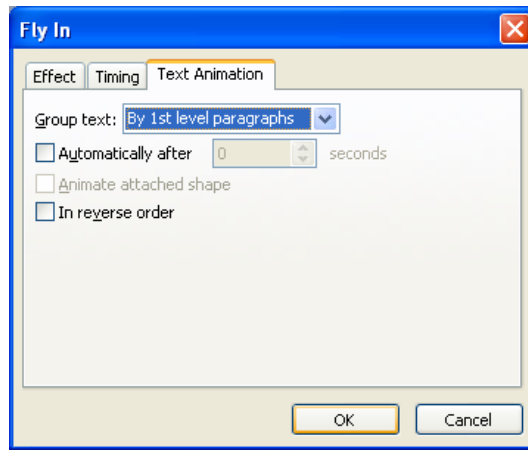 Fly In
Effect Timing Text Animation
Group text: By 1st level paragraphs
Automatically after 0 seconds
Animate attached shape
In reverse order
OK Cancel